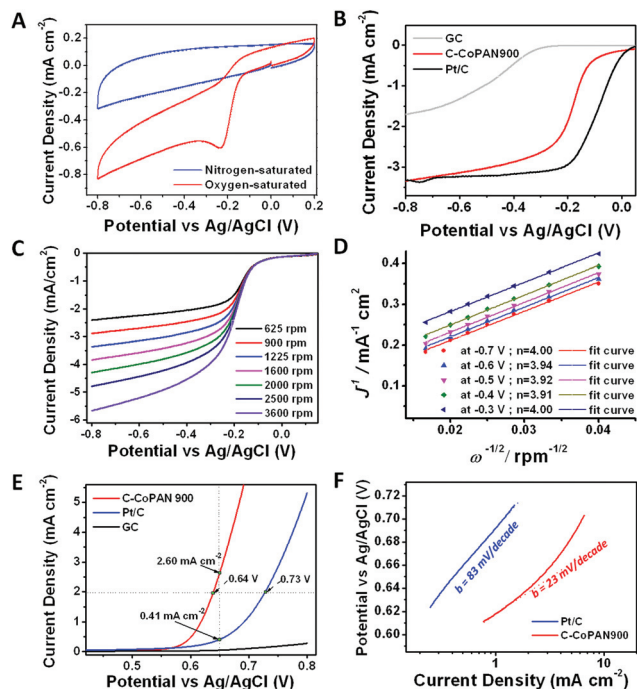 A
0.2
0.0
-0.2
-0.4
-0.6
-0.8
Current Density (mA cm-2)
Nitrogen-saturated
Oxygen-saturated
-0.8 -0.6 -0.4 -0.2 0.0 0.2
Potential vs Ag/AgCl (V)
B
0
-1
-2
-3
-4
Current Density (mA cm-2)
GC
C-CoPAN900
Pt/C
-0.8 -0.6 -0.4 -0.2 0.0
Potential vs Ag/AgCl (V)
C
0
-1
-2
-3
-4
-5
-6
Current Density (mA/cm2)
625 rpm
900 rpm
1225 rpm
1600 rpm
2000 rpm
2500 rpm
3600 rpm
-0.8 -0.6 -0.4 -0.2 0.0
Potential vs Ag/AgCl (V)
D
0.4
0.3
0.2
0.1
J-1 / mA-1 cm2
at -0.7 V ; n=4.00 fit curve
at -0.6 V ; n=3.94 fit curve
at -0.5 V ; n=3.92 fit curve
at -0.4 V ; n=3.91 fit curve
at -0.3 V ; n=4.00 fit curve
0.02 0.03 0.04
ω-1/2/ rpm-1/2
E
5
4
3
2
1
0
Current Density (mA cm-2)
C-CoPAN 900
Pt/C
GC
2.60 mA cm-2
0.64 V
0.73 V
0.41 mA cm-2
0.5 0.6 0.7 0.8
Potential vs Ag/AgCl (V)
F
0.72
0.69
0.66
0.63
0.60
Potential vs Ag/AgCl (V)
b = 83 mV/decade
b = 23 mV/decade
Pt/C
C-CoPAN900
1 10
Current Density (mA cm-2)